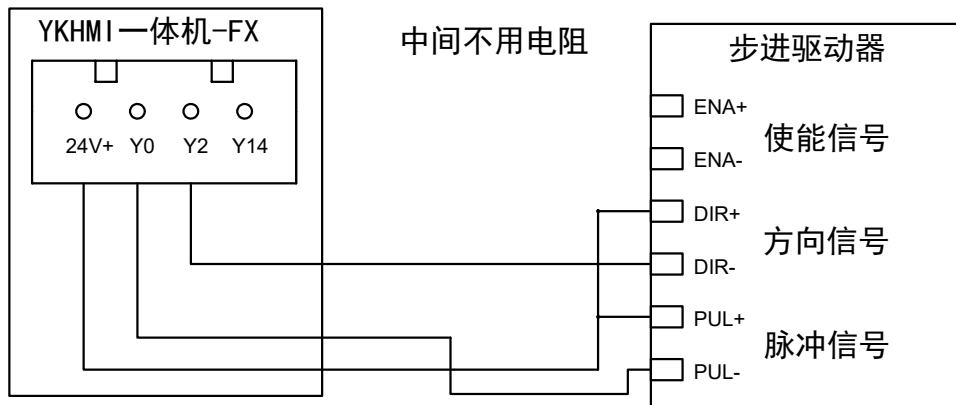 YKHMI一体机-FX
中间不用电阻
步进驱动器
24V+ Y0 Y2 Y14
ENA+
使能信号
ENA-
DIR+
方向信号
DIR-
PUL+
脉冲信号
PUL-